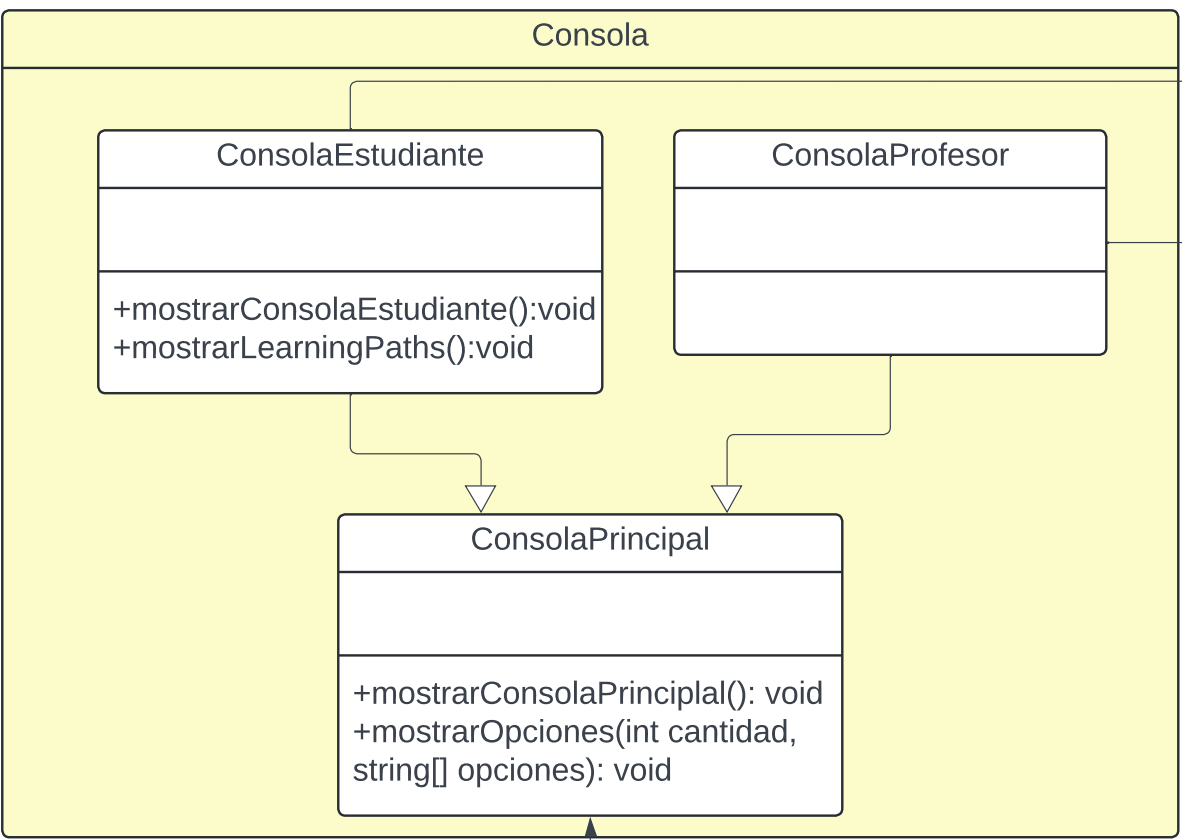 Consola
ConsolaEstudiante
+mostrarConsolaEstudiante():void
+mostrarLearningPaths():void
ConsolaProfesor
ConsolaPrincipal
+mostrarConsolaPrinciplal(): void
+mostrarOpciones(int cantidad,
string[] opciones): void